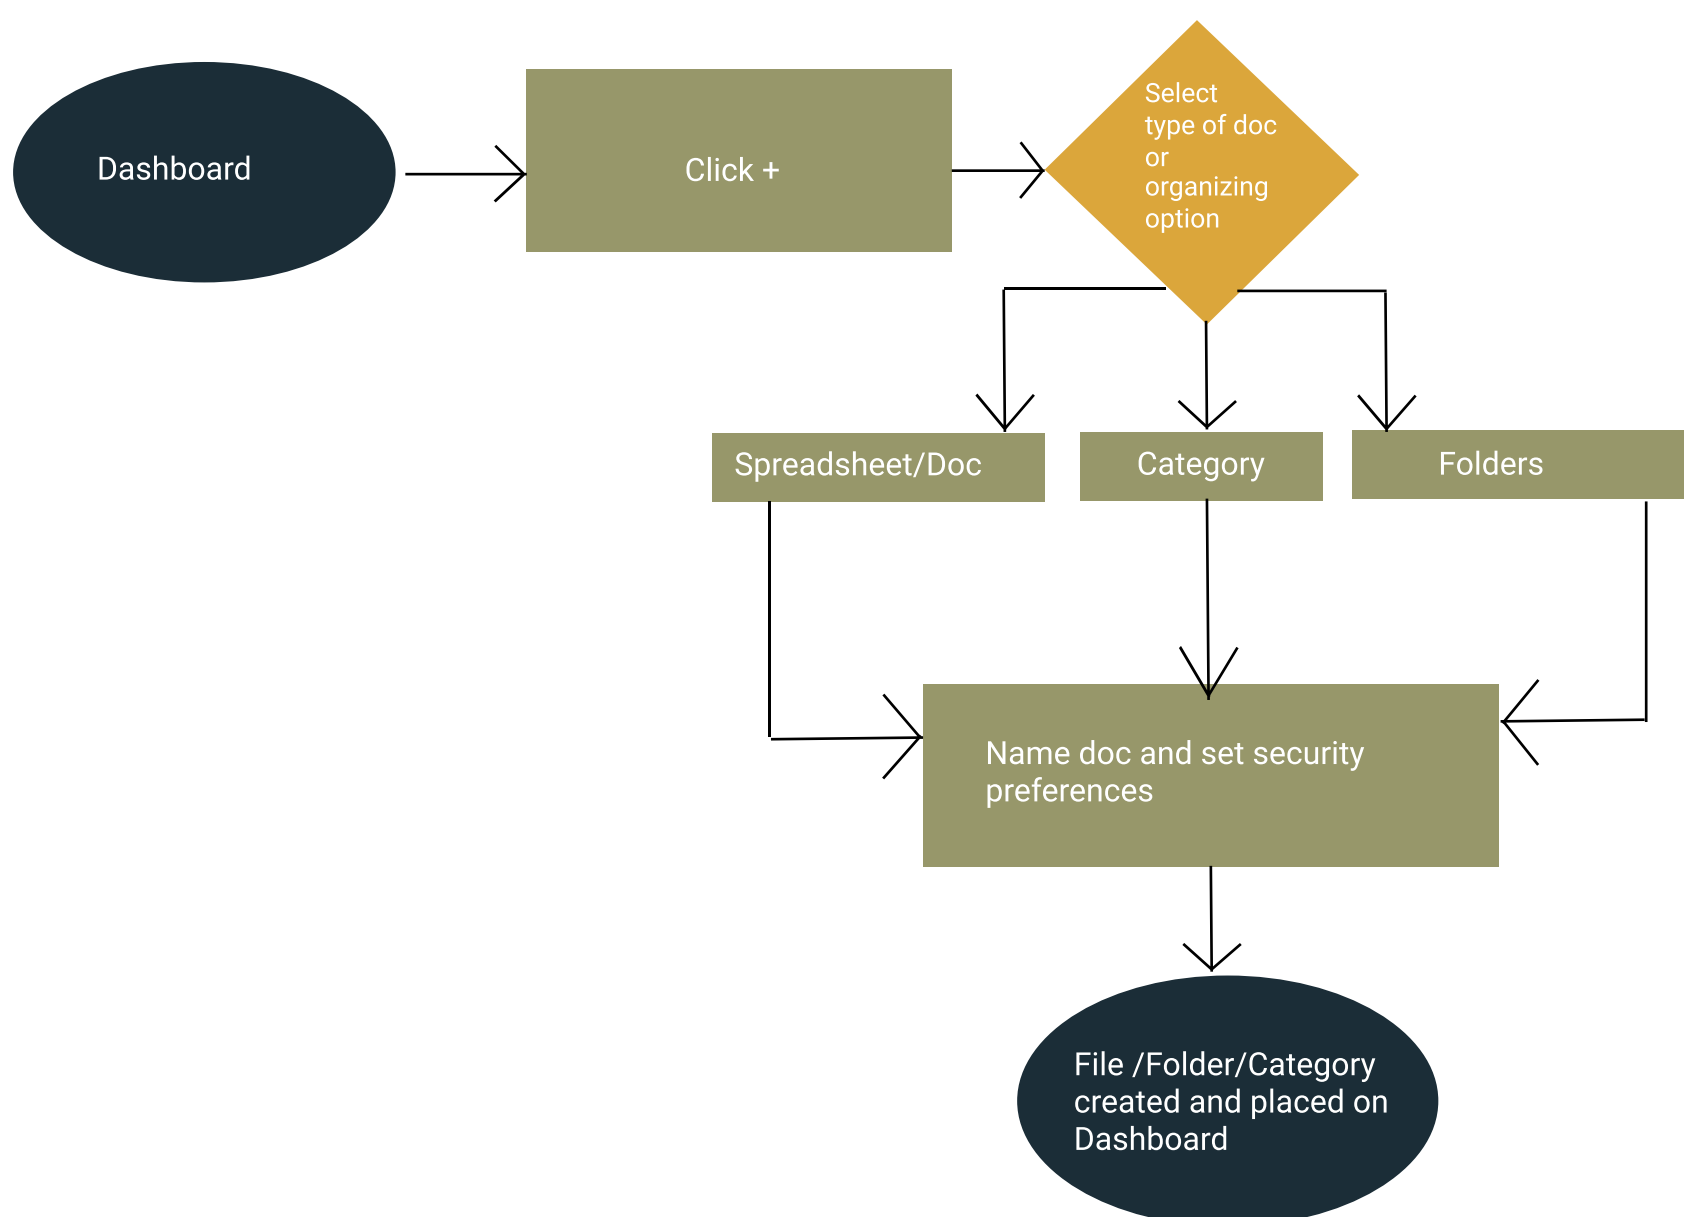 Dashboard
Click +
Select
type of doc
or
organizing
option
Spreadsheet/Doc
Category
Folders
Name doc and set security
preferences
File /Folder/Category
created and placed on
Dashboard